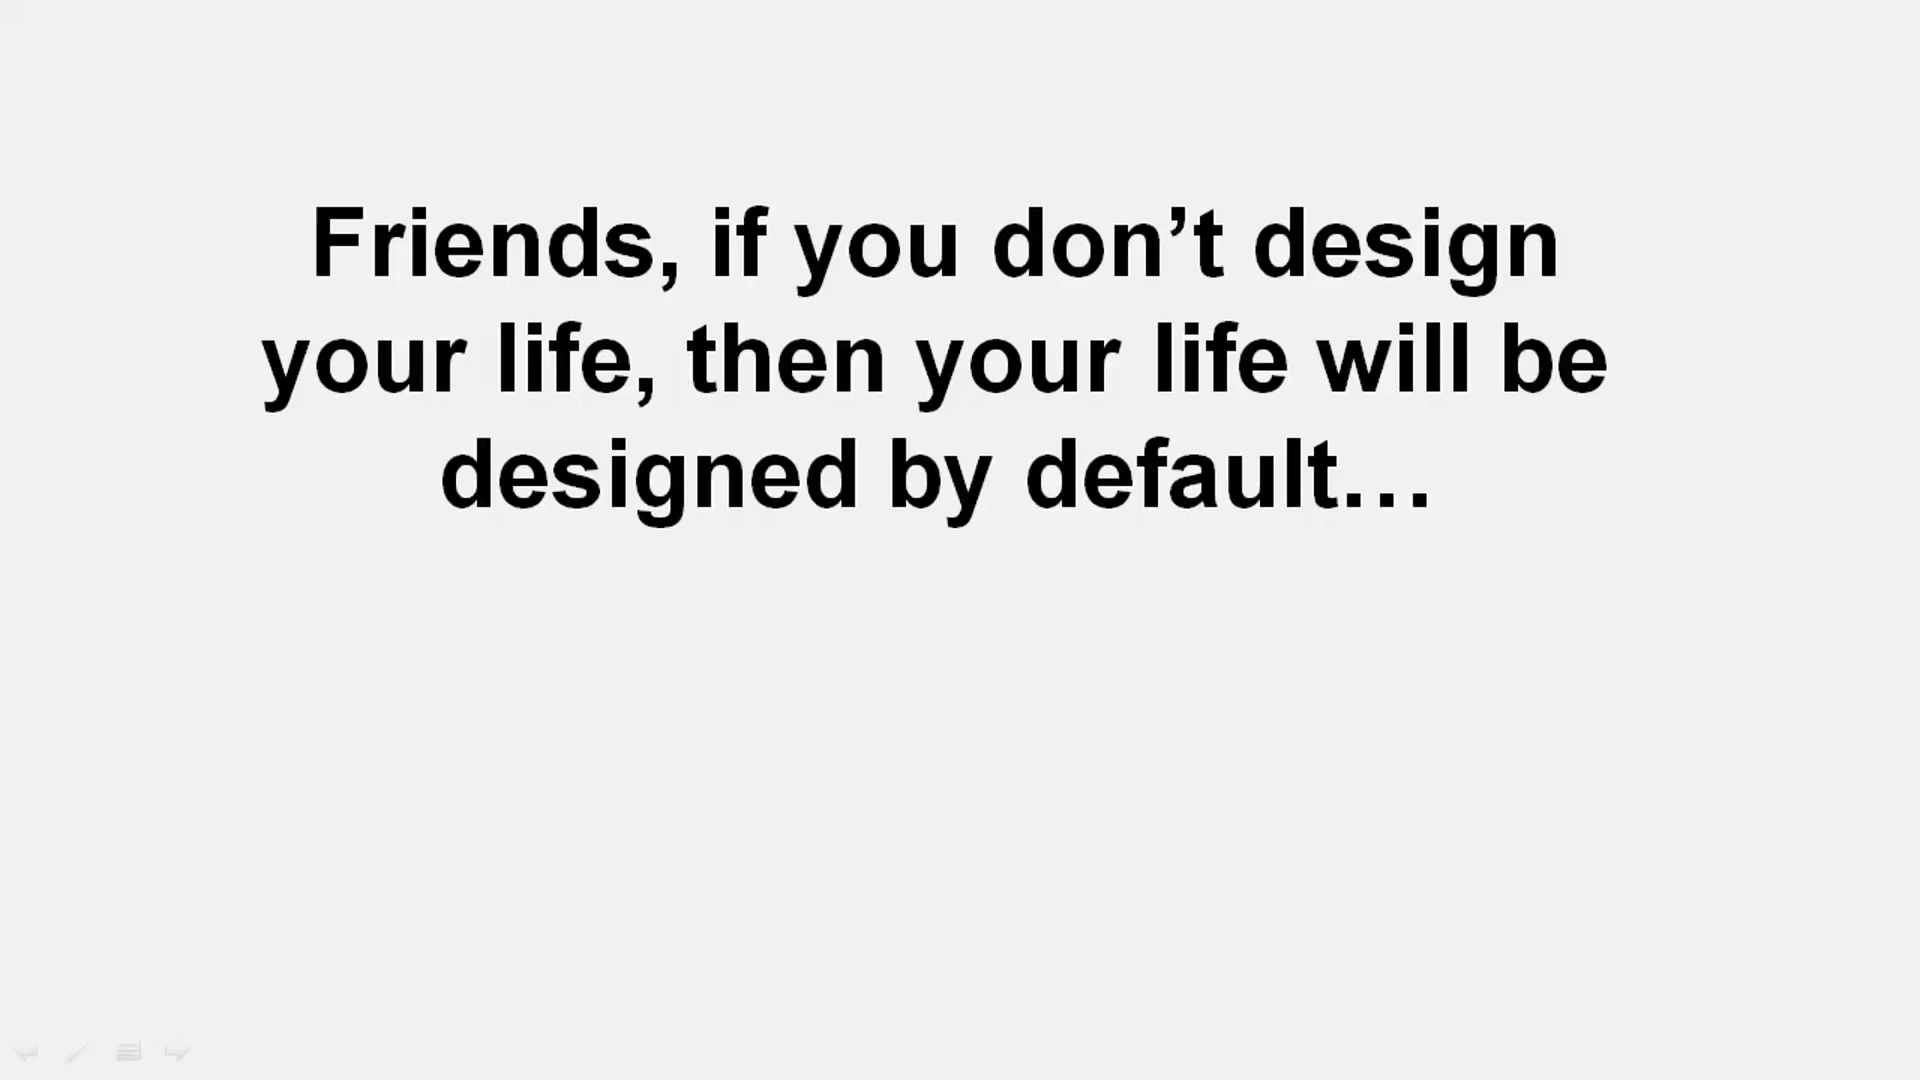 Friends, if you don’t design
your life, then your life will be
designed by default…